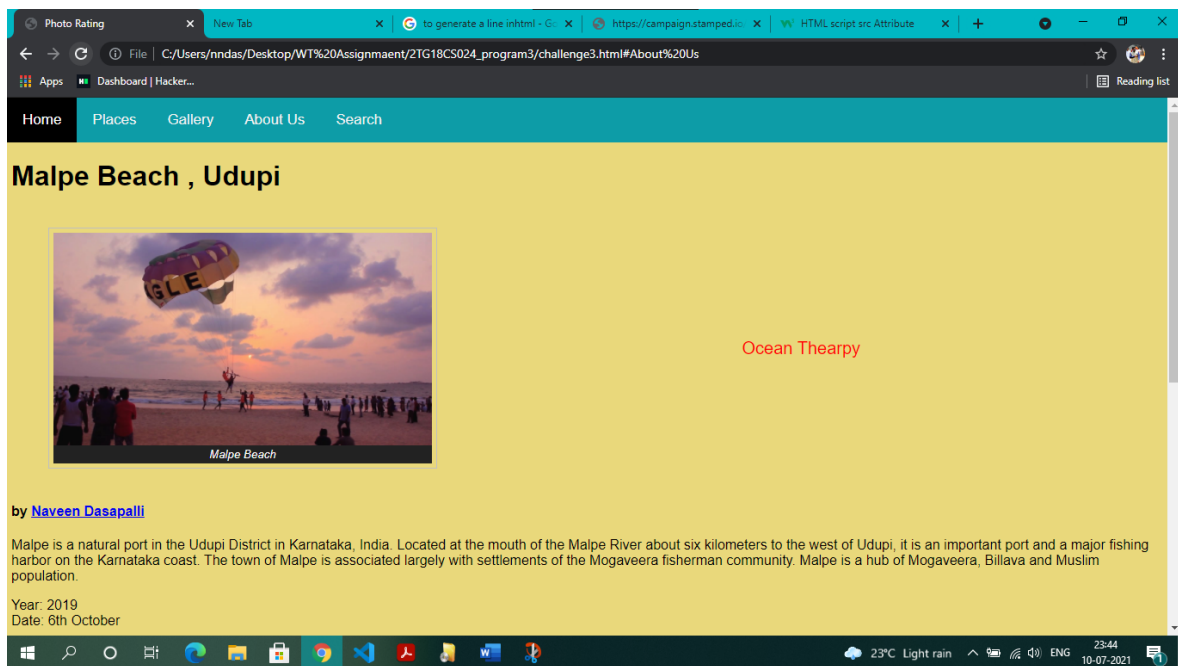 Photo Rating
New Tab
to generate a line inhtml - Go
https://campaign.stamped.io
HTML script src Attribute
File C:/Users/nndas/Desktop/WT%20Assignmaent/2TG18CS024_program3/challenge3.html#About%20Us
Apps
Dashboard | Hacker...
Reading list
Home Places Gallery About Us Search
Malpe Beach , Udupi
GLE
Malpe Beach
Ocean Thearpy
by Naveen Dasapalli
Malpe is a natural port in the Udupi District in Karnataka, India. Located at the mouth of the Malpe River about six kilometers to the west of Udupi, it is an important port and a major fishing
harbor on the Karnataka coast. The town of Malpe is associated largely with settlements of the Mogaveera fisherman community. Malpe is a hub of Mogaveera, Billava and Muslim
population.
Year: 2019
Date: 6th October
23°C Light rain
ENG
23:44
10-07-2021
1